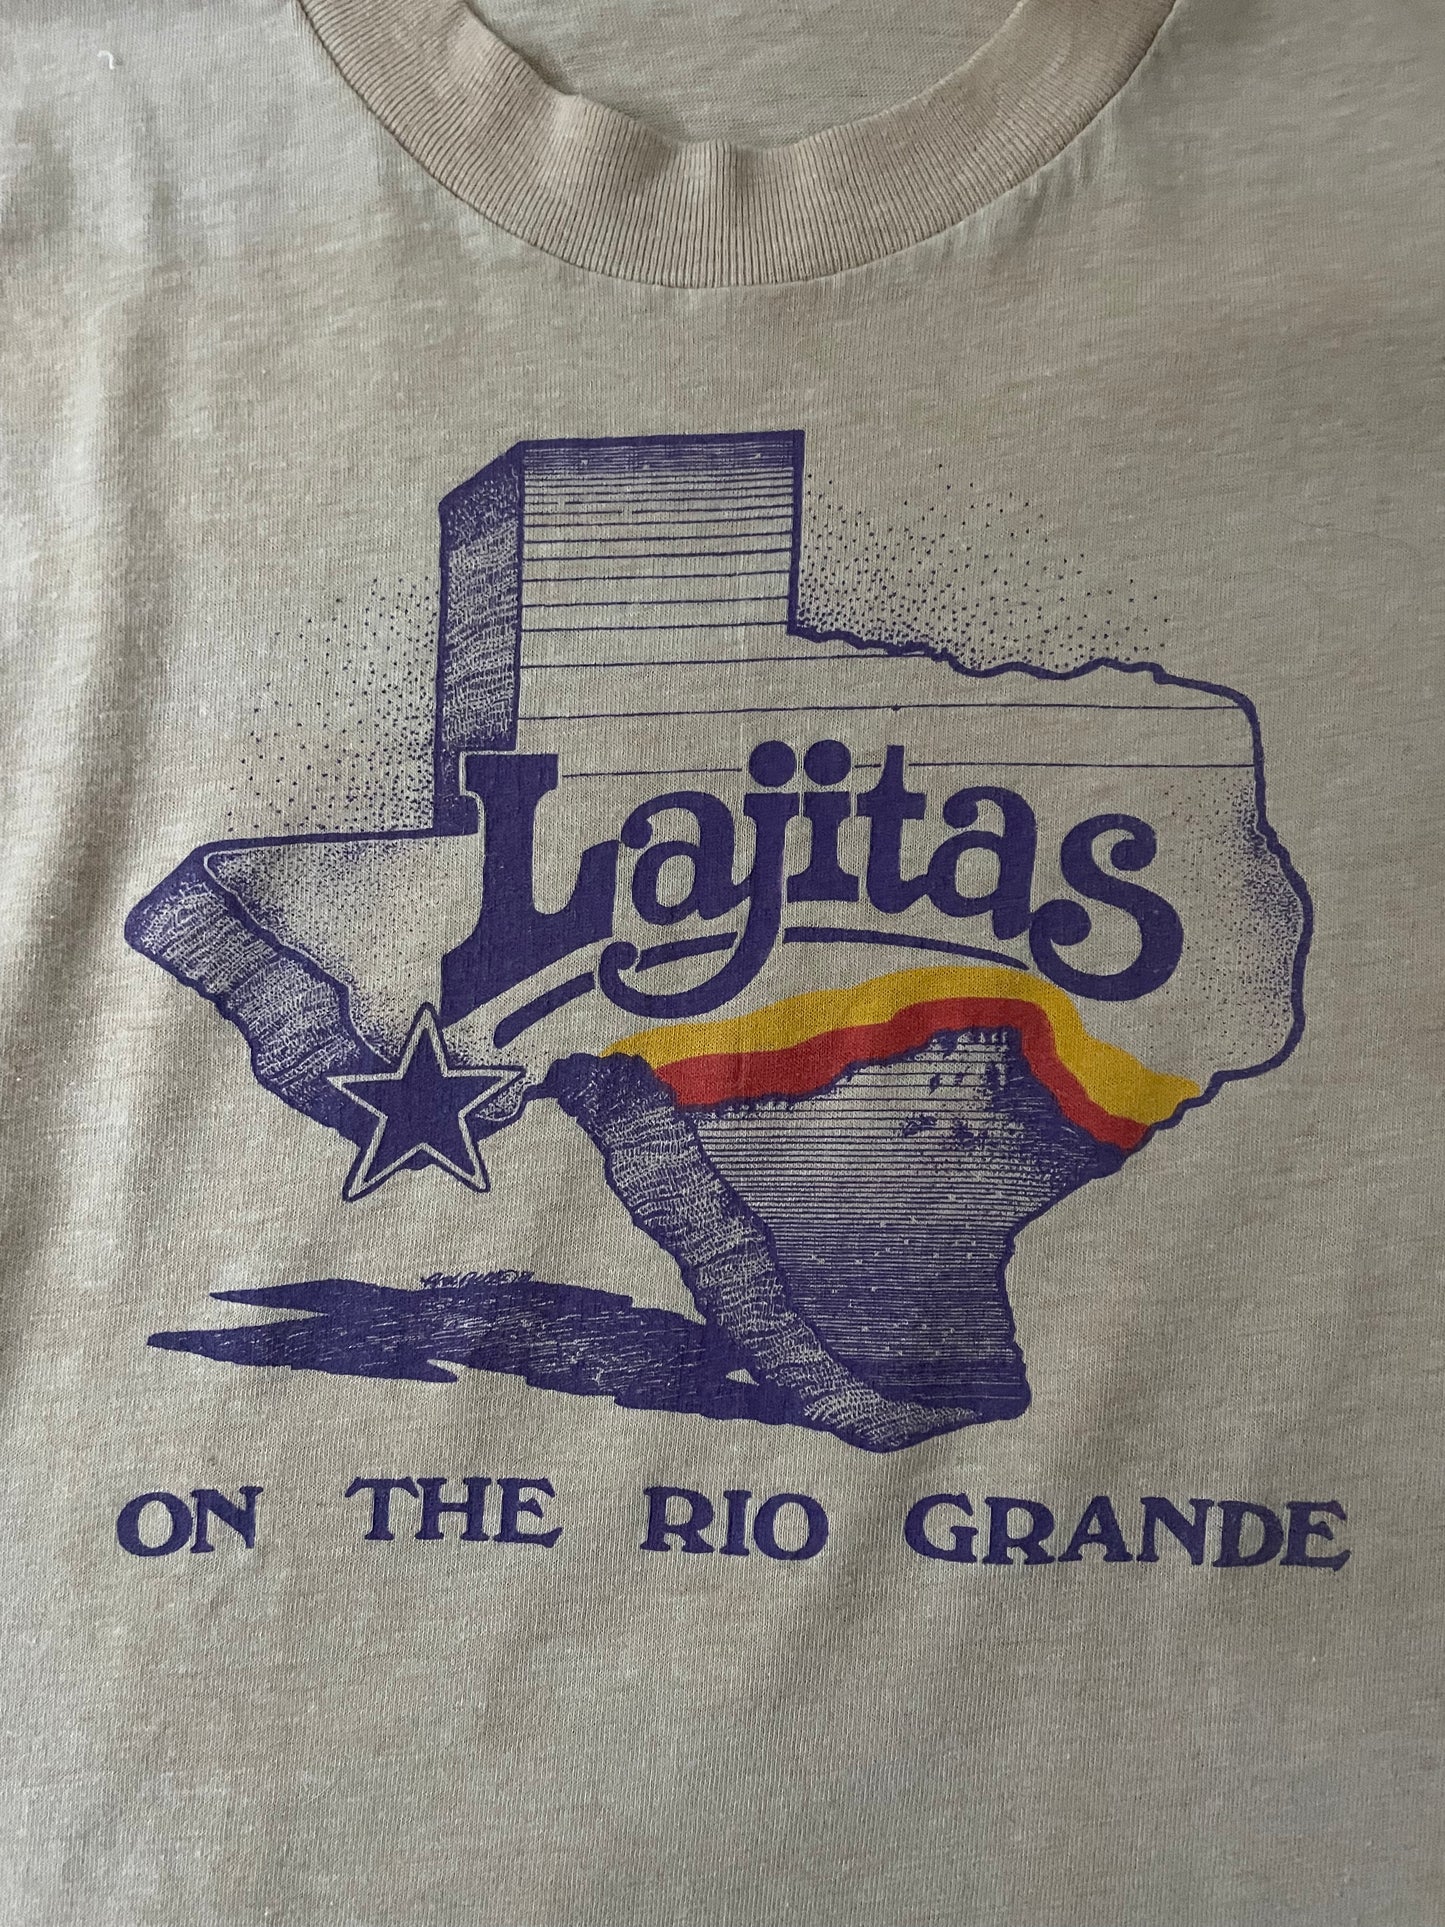 Lajitas
ON THE RIO GRANDE